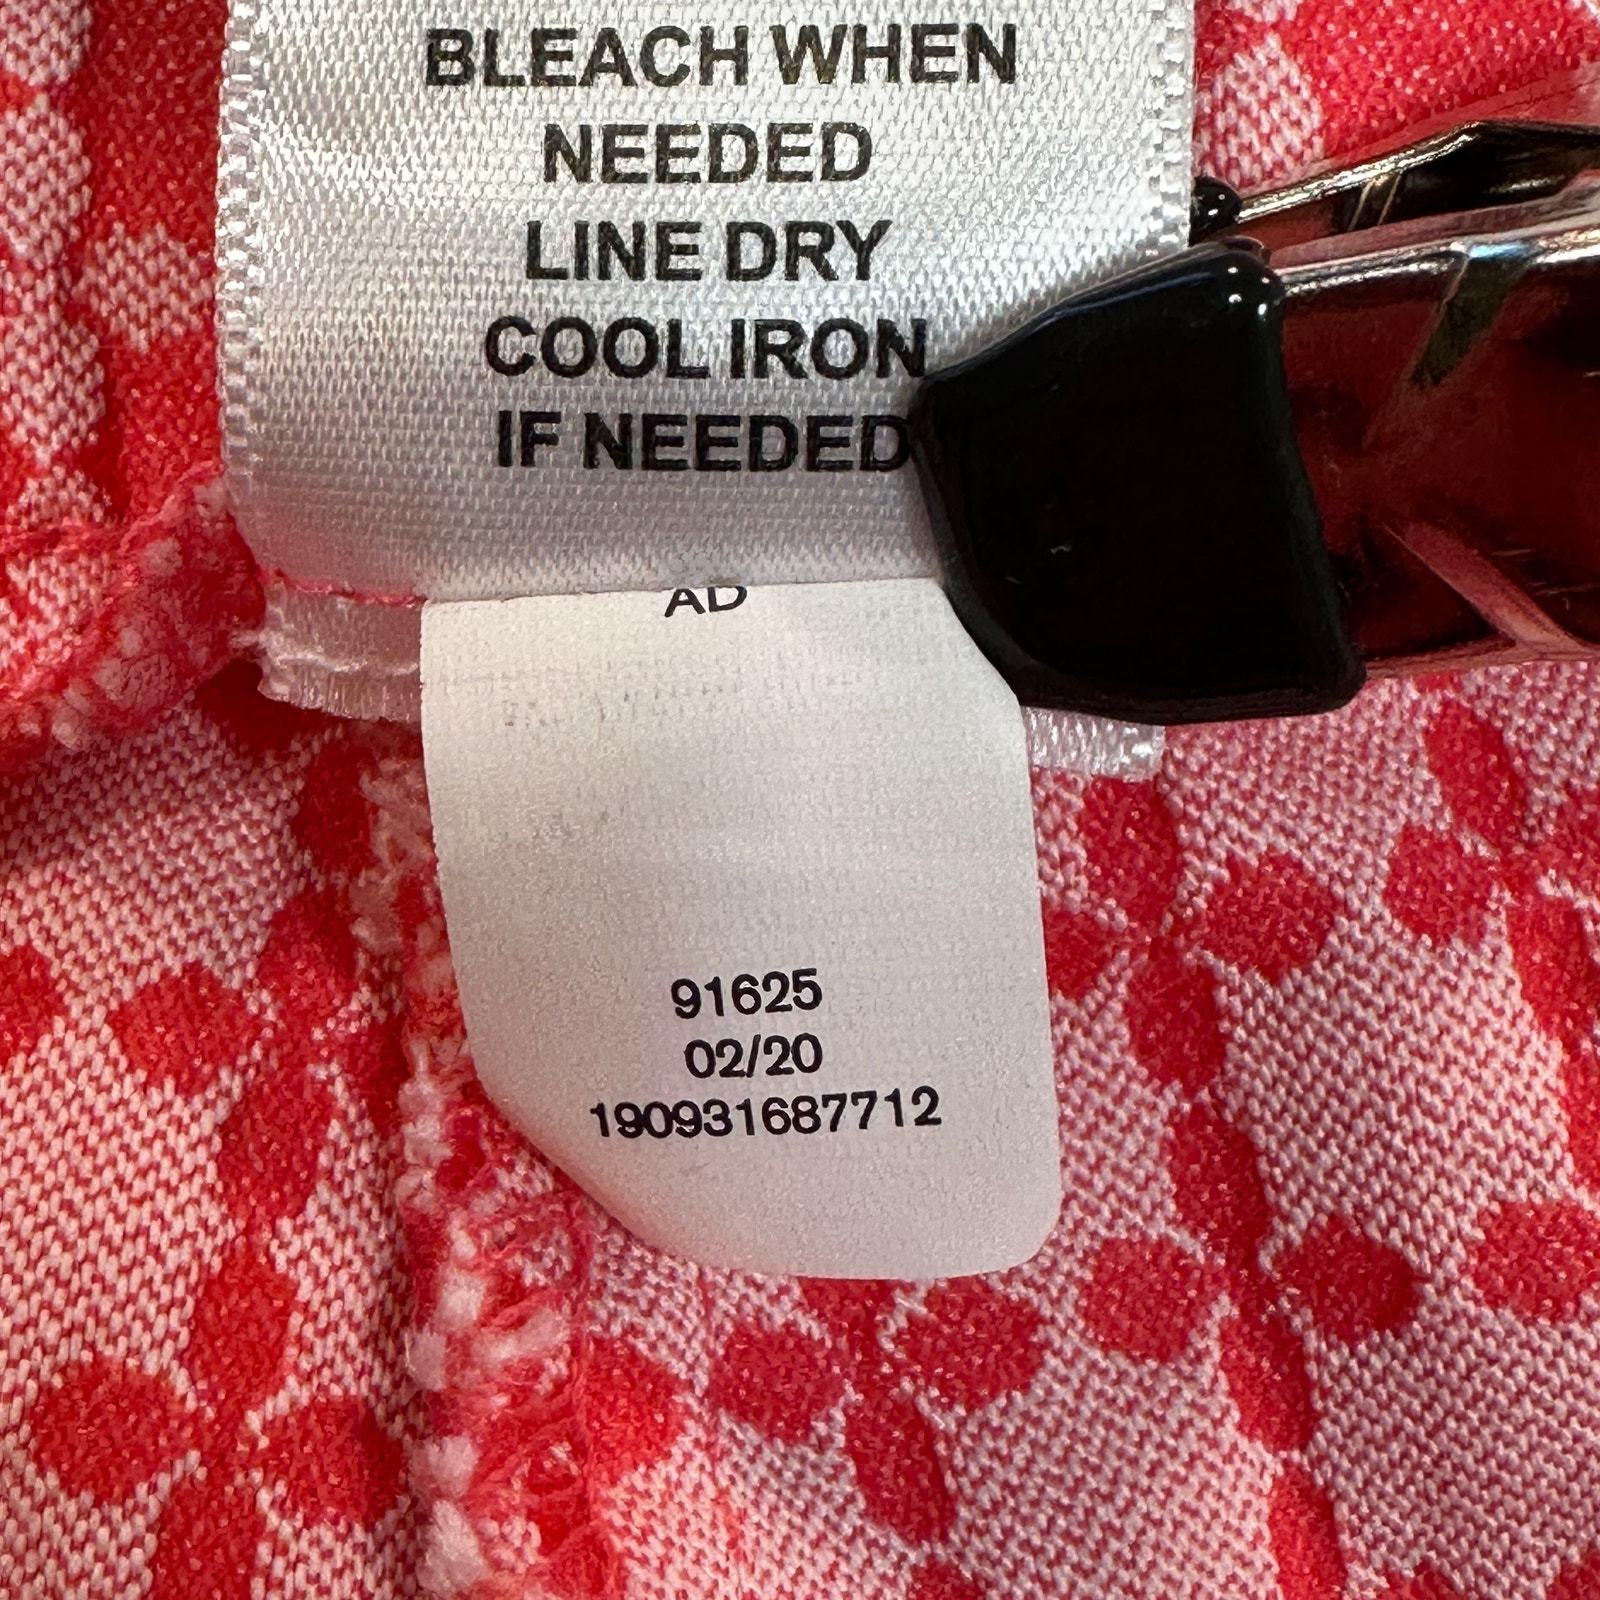 BLEACH WHEN
NEEDED
LINE DRY
COOL IRON
IF NEEDED
AD
91625
02/20
190931687712